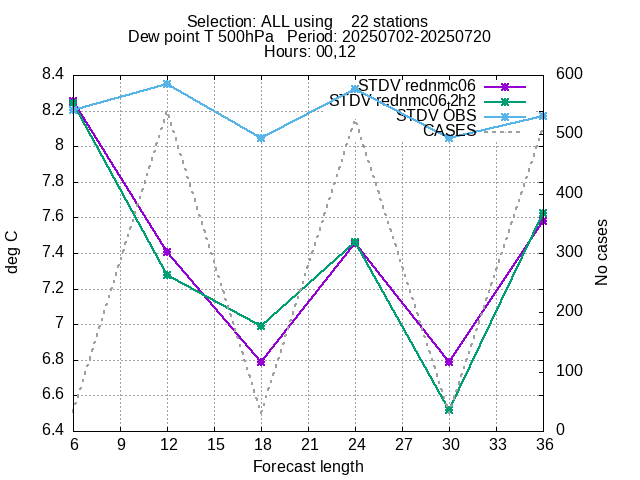 Selection: ALL using    22 stations
Dew point T 500hPa   Period: 20250702-20250720
Hours: 00,12
8.4
8.2
8
7.8
7.6
7.4
7.2
7
6.8
6.6
6.4
600
500
400
300
200
100
0
STDV rednmc06
STDV rednmc06,2h2
STDV OBS
CASES
deg C
No cases
6 9 12 15 18 21 24 27 30 33 36
Forecast length